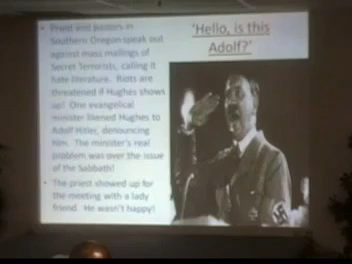 'Hello, is this
Adolf?'
• Priest and pastors in
Southern Oregon speak out
against mass mailings of
Secret Terrorists, calling it
hate literature. Riots are
threatened if Hughes shows
up! One evangelical
minister likened Hughes to
Adolf Hitler, denouncing
him. The minister's real
problem was over the issue
of the Sabbath!
• The priest showed up for
the meeting with a lady
friend. He wasn't happy!